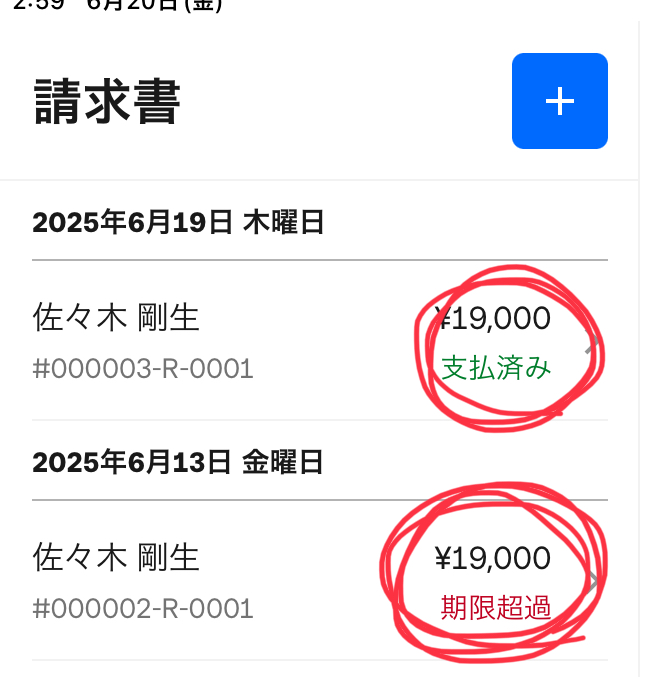 2:59 6月20日(金)
請求書
+
2025年6月19日 木曜日
佐々木 剛生
¥19,000
#000003-R-0001
支払済み
2025年6月13日 金曜日
佐々木 剛生
¥19,000
#000002-R-0001
期限超過